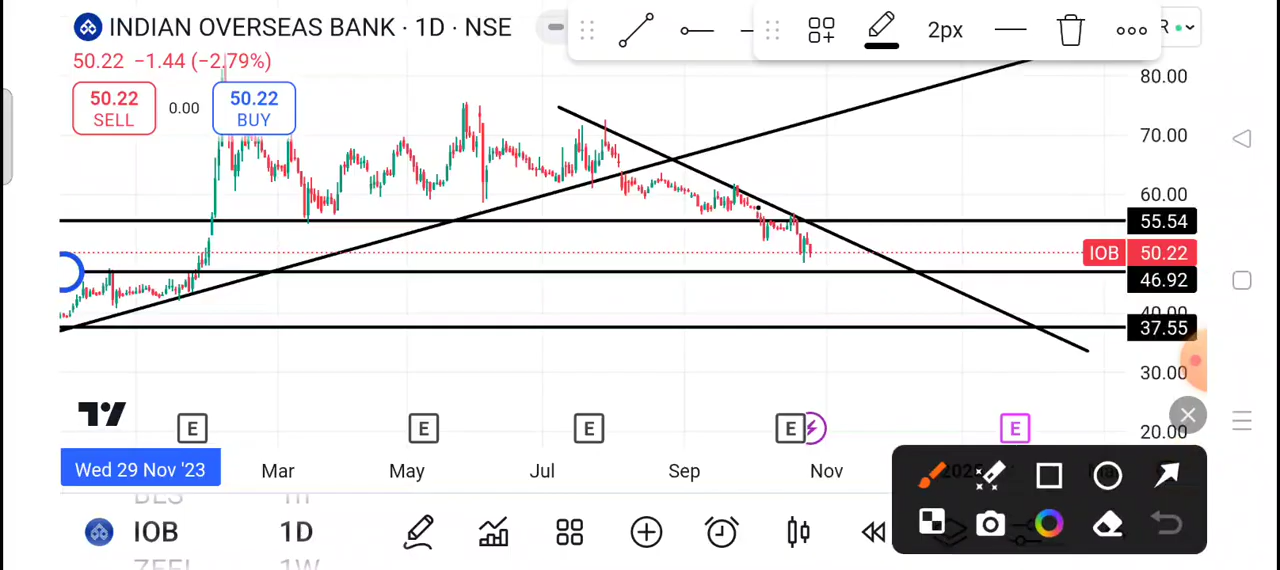 INDIAN OVERSEAS BANK · 1D · NSE
2px
50.22 −1.44 (−2.79%)
50.22 SELL
0.00
50.22 BUY
80.00
70.00
60.00
55.54
IOB 50.22
46.92
40.00
37.55
30.00
20.00
E E E E E
Wed 29 Nov '23
Mar
May
Jul
Sep
Nov
IOB 1D
1W